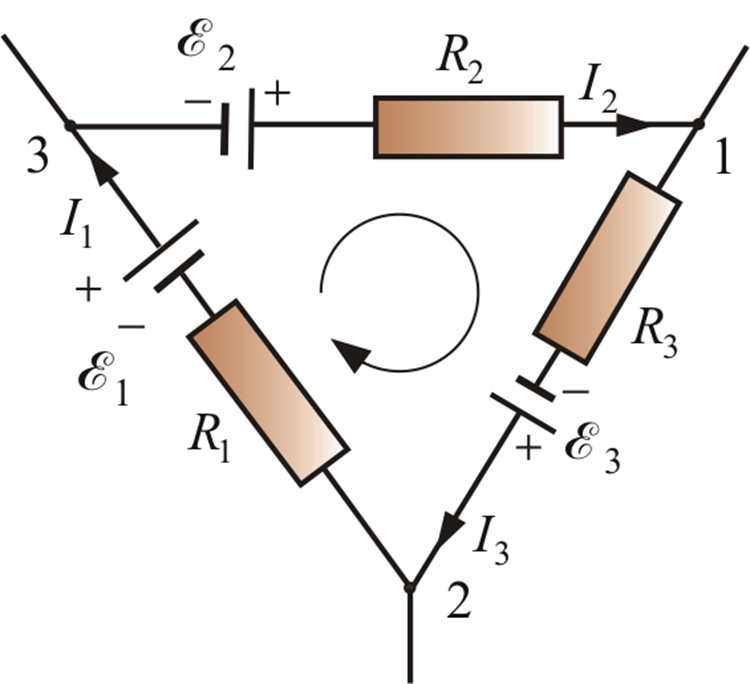 ℰ2
R2
- +
I2
3
1
I1
+
-
ℰ1
R3
R1
-
+ ℰ3
I3
2